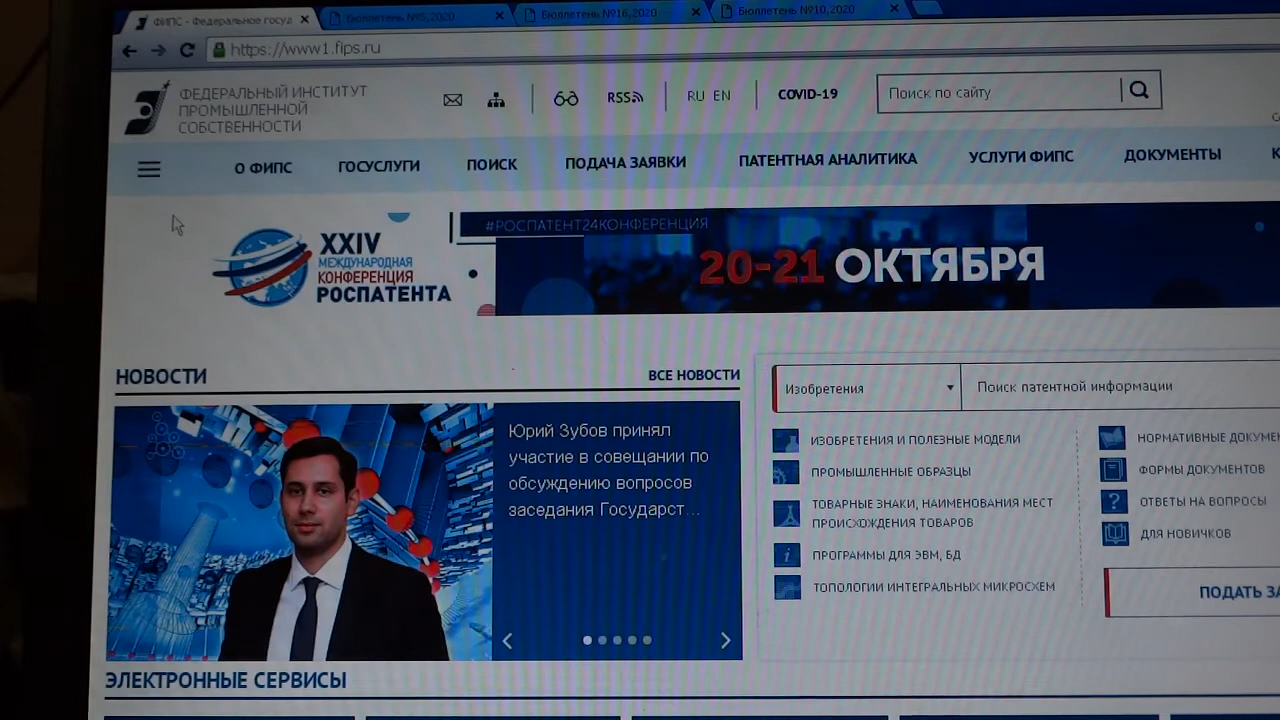 ФИПС - Федеральное госуд
Бюллетень №5,2020
Бюллетень №16,2020
Бюллетень №10,2020
https://www1.fips.ru
ФЕДЕРАЛЬНЫЙ ИНСТИТУТ
ПРОМЫШЛЕННОЙ
СОБСТВЕННОСТИ
RSS
RU EN
COVID-19
Поиск по сайту
О ФИПС
ГОСУСЛУГИ
ПОИСК
ПОДАЧА ЗАЯВКИ
ПАТЕНТНАЯ АНАЛИТИКА
УСЛУГИ ФИПС
ДОКУМЕНТЫ
XXIV
МЕЖДУНАРОДНАЯ
КОНФЕРЕНЦИЯ
РОСПАТЕНТА
#РОСПАТЕНТ24КОНФЕРЕНЦИЯ
20-21 ОКТЯБРЯ
НОВОСТИ
ВСЕ НОВОСТИ
Юрий Зубов принял
участие в совещании по
обсуждению вопросов
заседания Государст...
Изобретения
Поиск патентной информации
ИЗОБРЕТЕНИЯ И ПОЛЕЗНЫЕ МОДЕЛИ
ПРОМЫШЛЕННЫЕ ОБРАЗЦЫ
ТОВАРНЫЕ ЗНАКИ, НАИМЕНОВАНИЯ МЕСТ
ПРОИСХОЖДЕНИЯ ТОВАРОВ
ПРОГРАММЫ ДЛЯ ЭВМ, БД
ТОПОЛОГИИ ИНТЕГРАЛЬНЫХ МИКРОСХЕМ
НОРМАТИВНЫЕ ДОКУМЕН
ФОРМЫ ДОКУМЕНТОВ
ОТВЕТЫ НА ВОПРОСЫ
ДЛЯ НОВИЧКОВ
ПОДАТЬ ЗА
ЭЛЕКТРОННЫЕ СЕРВИСЫ